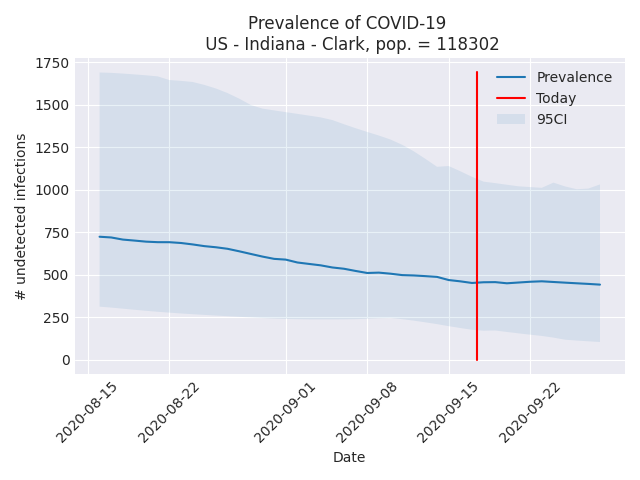 Prevalence of COVID-19
US - Indiana - Clark, pop. = 118302
1750
1500
1250
1000
750
500
250
0
# undetected infections
Prevalence
Today
95CI
2020-08-15
2020-08-22
2020-09-01
2020-09-08
2020-09-15
2020-09-22
Date